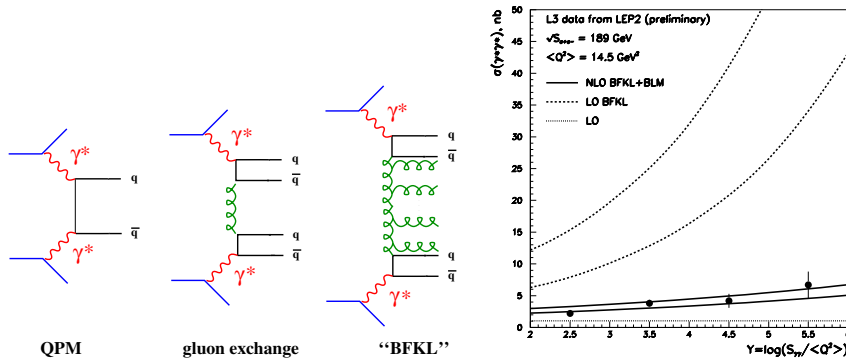 γ*
γ*
q
q̄
QPM
γ*
γ*
q
q̄
q
q̄
gluon exchange
γ*
γ*
q
q̄
q
q̄
“BFKL”
σ(γ*γ*), nb
50
45
40
35
30
25
20
15
10
5
0
L3 data from LEP2 (preliminary)
√Se+e- = 189 GeV
<Q²> = 14.5 GeV²
NLO BFKL+BLM
LO BFKL
LO
2 2.5 3 3.5 4 4.5 5 5.5 6
Y=log(Sγγ/<Q²>)